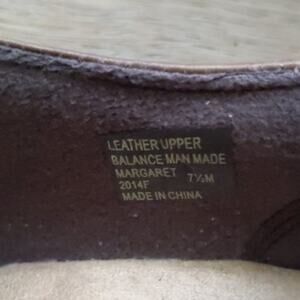 LEATHER UPPER
BALANCE MAN MADE
MARGARET 7½M
2014F
MADE IN CHINA